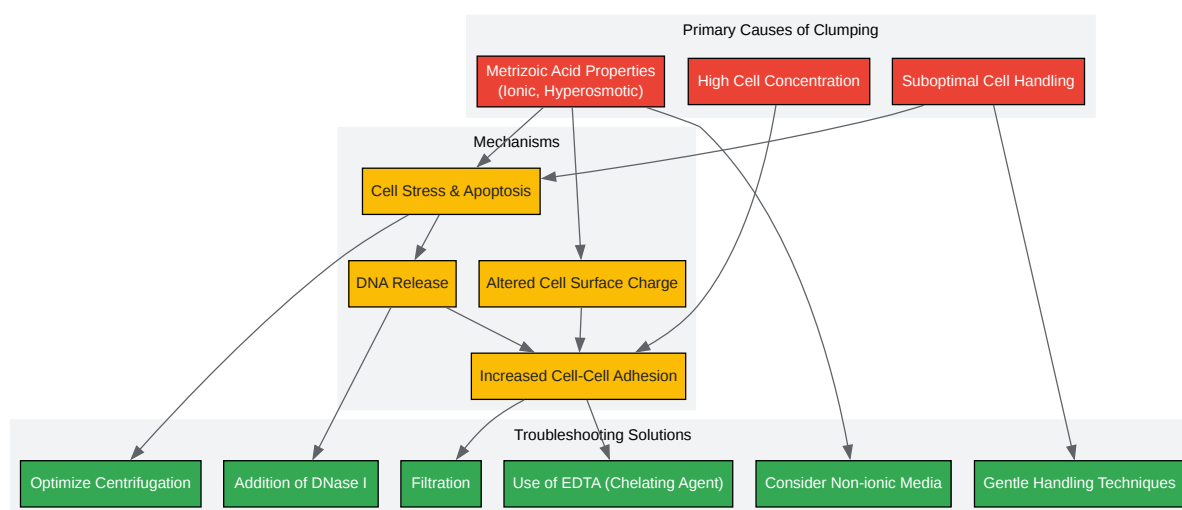 Primary Causes of Clumping
Metrizoic Acid Properties
(Ionic, Hyperosmotic)
High Cell Concentration
Suboptimal Cell Handling
Mechanisms
Cell Stress & Apoptosis
DNA Release
Altered Cell Surface Charge
Increased Cell-Cell Adhesion
Troubleshooting Solutions
Optimize Centrifugation
Addition of DNase I
Filtration
Use of EDTA (Chelating Agent)
Consider Non-ionic Media
Gentle Handling Techniques